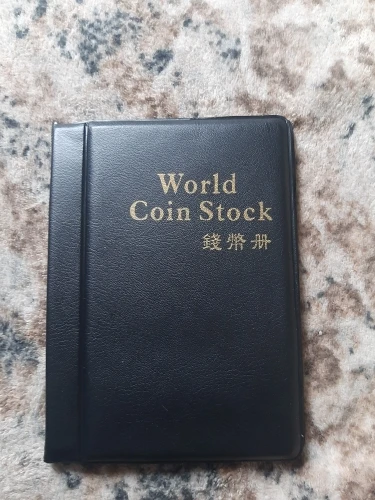 World
Coin Stock
錢幣册